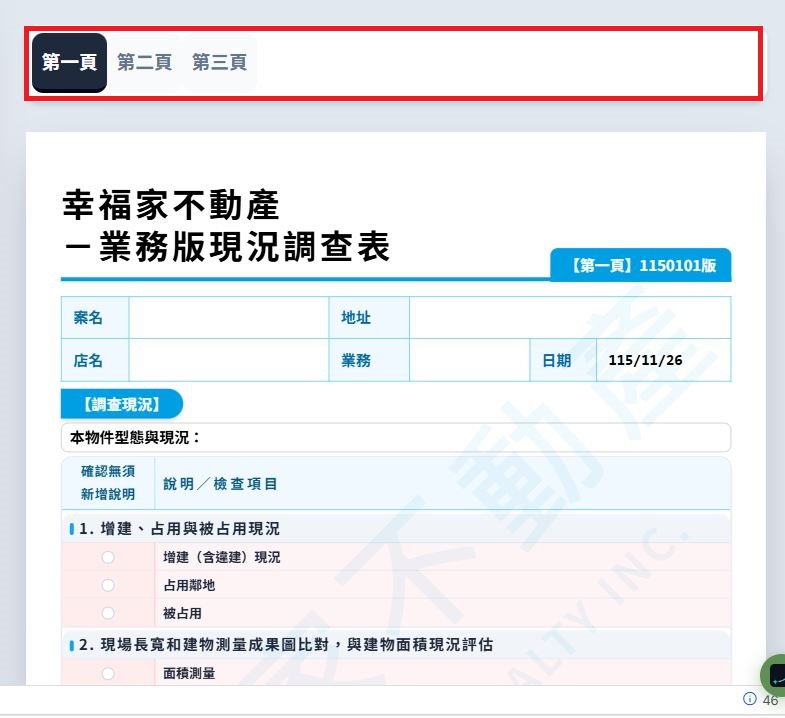 第一頁 第二頁 第三頁
幸福家不動產
－業務版現況調查表
【第一頁】1150101版
案名 地址
店名 業務 日期 115/11/26
【調查現況】
本物件型態與現況：
確認無須
新增說明
說明／檢查項目
1. 增建、占用與被占用現況
增建（含違建）現況
占用鄰地
被占用
2. 現場長寬和建物測量成果圖比對，與建物面積現況評估
面積測量
家不動產
ALTY INC.
46